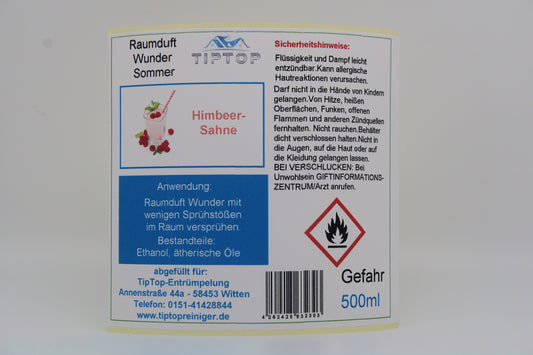 Raumduft
Wunder
Sommer
TIPTOP
Himbeer-
Sahne
Anwendung:
Raumduft Wunder mit
wenigen Sprühstößen
im Raum versprühen.
Bestandteile:
Ethanol, ätherische Öle
abgefüllt für:
TipTop-Entrümpelung
Annenstraße 44a - 58453 Witten
Telefon: 0151-41428844
www.tiptopreiniger.de
Sicherheitshinweise:
Flüssigkeit und Dampf leicht
entzündbar.Kann allergische
Hautreaktionen verursachen.
Darf nicht in die Hände von Kindern
gelangen.Von Hitze, heißen
Oberflächen, Funken, offenen
Flammen und anderen Zündquellen
fernhalten. Nicht rauchen.Behälter
dicht verschlossen halten.Nicht in
die Augen, auf die Haut oder auf
die Kleidung gelangen lassen.
BEI VERSCHLUCKEN: Bei
Unwohlsein GIFTINFORMATIONS-
ZENTRUM/Arzt anrufen.
Gefahr
500ml